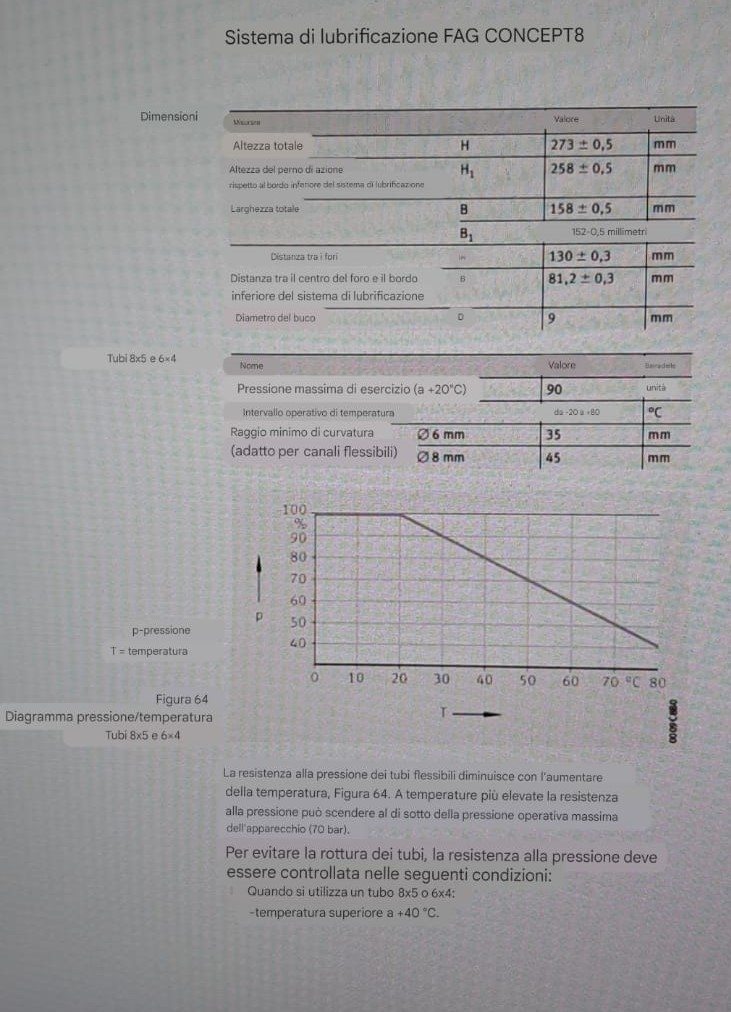 Sistema di lubrificazione FAG CONCEPT8
Dimensioni
Misurare Valore Unità
Altezza totale H 273 ± 0,5 mm
Altezza del perno di azione H₁ 258 ± 0,5 mm
rispetto al bordo inferiore del sistema di lubrificazione
Larghezza totale B 158 ± 0,5 mm
B₁ 152-0,5 millimetri
Distanza tra i fori 130 ± 0,3 mm
Distanza tra il centro del foro e il bordo B 81,2 ± 0,3 mm
inferiore del sistema di lubrificazione
Diametro del buco D 9 mm
Tubi 8x5 e 6×4
Nome Valore
Pressione massima di esercizio (a +20°C) 90 unità
Intervallo operativo di temperatura da -20 a +80 °C
Raggio minimo di curvatura Ø 6 mm 35 mm
(adatto per canali flessibili) Ø 8 mm 45 mm
100
%
90
80
70
60
50
40
p
0 10 20 30 40 50 60 70 °C 80
T
p-pressione
T = temperatura
Figura 64
Diagramma pressione/temperatura
Tubi 8x5 e 6×4
La resistenza alla pressione dei tubi flessibili diminuisce con l'aumentare
della temperatura, Figura 64. A temperature più elevate la resistenza
alla pressione può scendere al di sotto della pressione operativa massima
dell'apparecchio (70 bar).
Per evitare la rottura dei tubi, la resistenza alla pressione deve
essere controllata nelle seguenti condizioni:
Quando si utilizza un tubo 8x5 o 6x4:
-temperatura superiore a +40 °C.